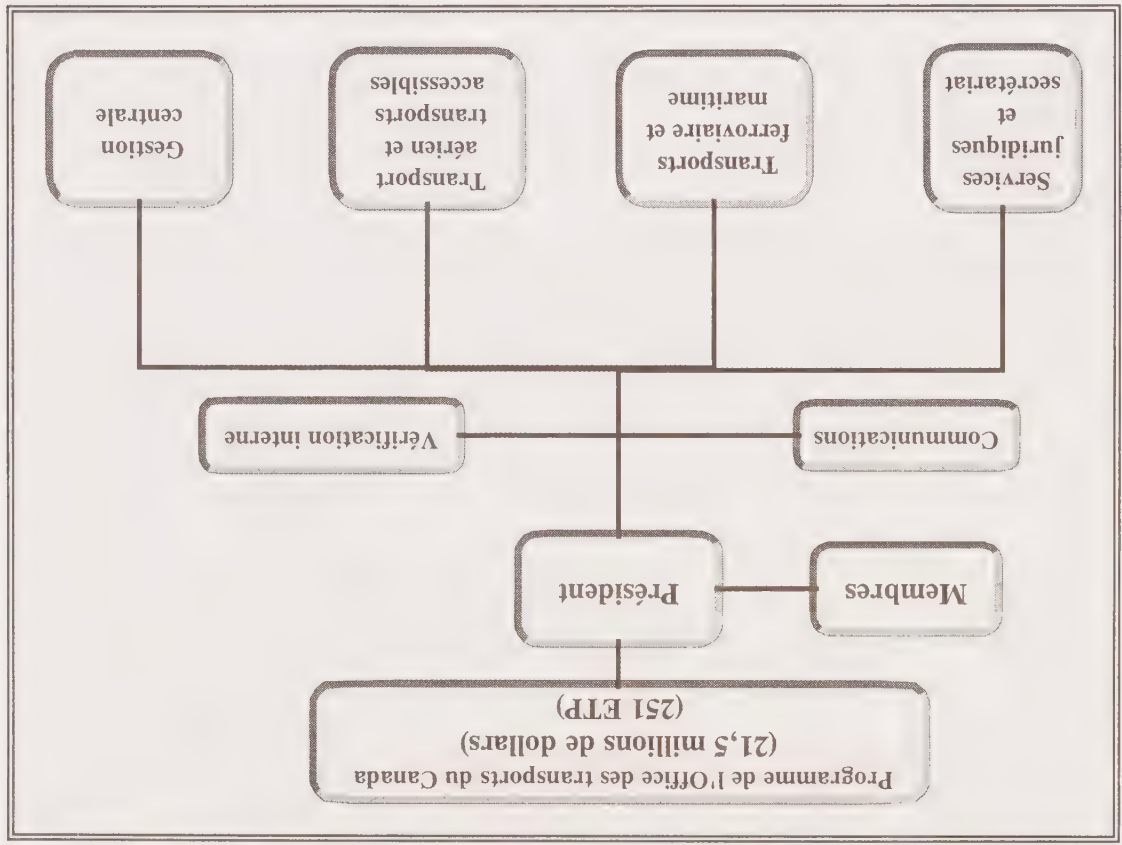 Programme de l'Office des transports du Canada
(21,5 millions de dollars)
(251 ETP)
Membres
Président
Communications
Vérification interne
Services
juridiques
et
secrétariat
Transports
ferroviaire et
maritime
Transport
aérien et
transports
accessibles
Gestion
centrale